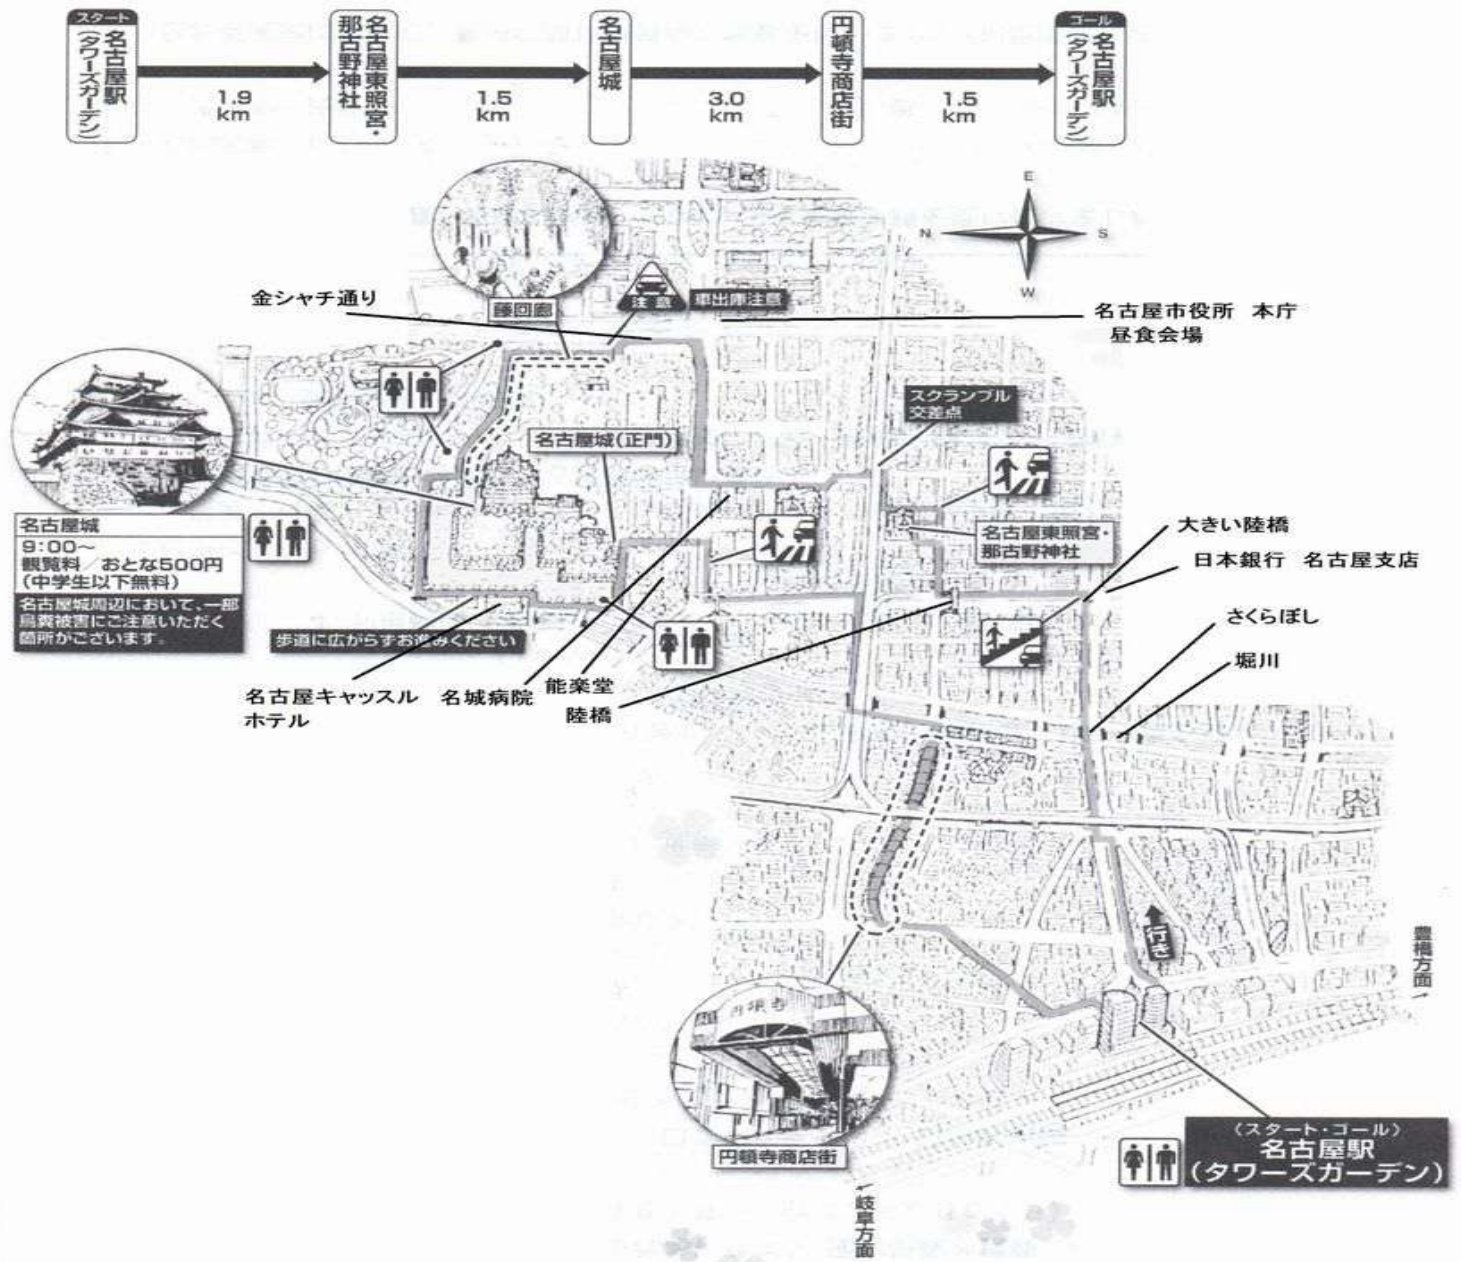 スタート
名古屋駅
(タワーズガーデン)
1.9
km
名古屋東照宮・
那古野神社
1.5
km
名古屋城
3.0
km
円頓寺商店街
1.5
km
ゴール
名古屋駅
(タワーズガーデン)
E
N
S
W
金シャチ通り
藤回廊
注意
車出庫注意
名古屋市役所 本庁
昼食会場
スクランブル
交差点
名古屋城(正門)
名古屋城
9:00~
観覧料/おとな500円
(中学生以下無料)
名古屋城周辺において、一部
鳥糞被害にご注意いただく
箇所がございます。
名古屋東照宮・
那古野神社
大きい陸橋
日本銀行 名古屋支店
さくらぼし
堀川
歩道に広がらずお進みください
名古屋キャッスル
ホテル
名城病院
能楽堂
陸橋
行き
豊橋方面
円頓寺
円頓寺商店街
〈スタート・ゴール〉
名古屋駅
(タワーズガーデン)
岐阜方面